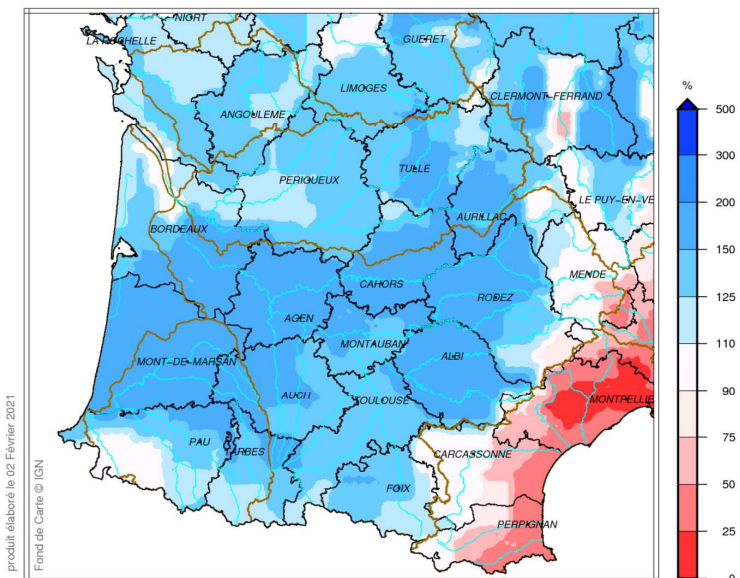 NIORT
LA ROCHELLE
GUERET
%
LIMOGES
CLERMONT-FERRAND
500
ANGOULEME
300
TULLE
PERIGUEUX
200
AURILLAC
LE PUY-EN-VE
BORDEAUX
150
MENDE
CAHORS
RODEZ
125
AGEN
MONTAUBAN
110
MONT-DE-MARSAN
ALBI
AUCH
TOULOUSE
MONTPELLIE
90
PAU
TARBES
CARCASSONNE
75
FOIX
50
PERPIGNAN
25
0
produit élaboré le 02 Février 2021
Fond de Carte © IGN